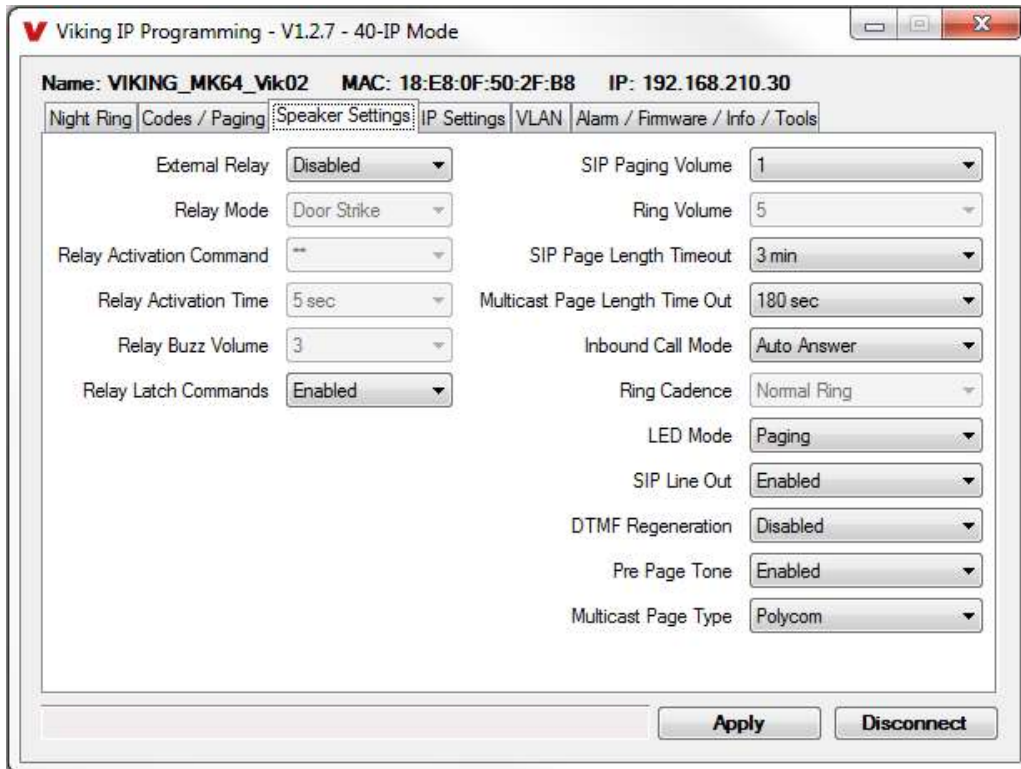 Viking IP Programming - V1.2.7 - 40-IP Mode
Name: VIKING_MK64_Vik02 MAC: 18:E8:0F:50:2F:B8 IP: 192.168.210.30
Night Ring Codes / Paging Speaker Settings IP Settings VLAN Alarm / Firmware / Info / Tools
External Relay Disabled
Relay Mode Door Strike
Relay Activation Command **
Relay Activation Time 5 sec
Relay Buzz Volume 3
Relay Latch Commands Enabled
SIP Paging Volume 1
Ring Volume 5
SIP Page Length Timeout 3 min
Multicast Page Length Time Out 180 sec
Inbound Call Mode Auto Answer
Ring Cadence Normal Ring
LED Mode Paging
SIP Line Out Enabled
DTMF Regeneration Disabled
Pre Page Tone Enabled
Multicast Page Type Polycom
Apply Disconnect